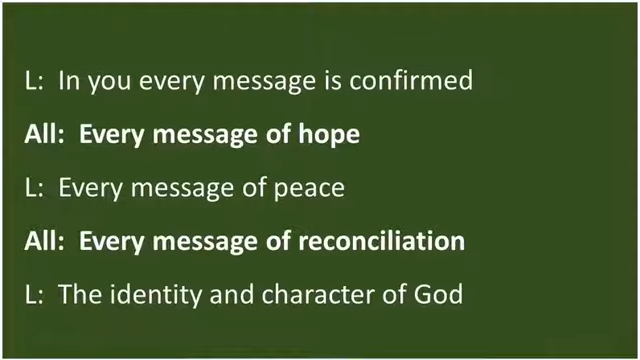 L: In you every message is confirmed
All: Every message of hope
L: Every message of peace
All: Every message of reconciliation
L: The identity and character of God